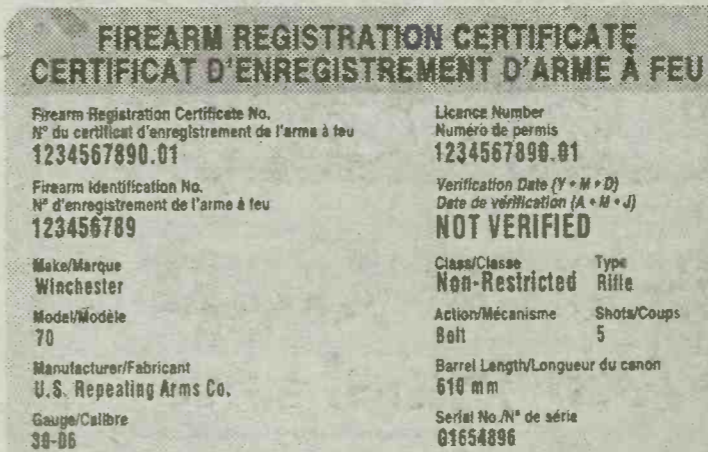 FIREARM REGISTRATION CERTIFICATE
CERTIFICAT D'ENREGISTREMENT D'ARME À FEU
Firearm Registration Certificate No.
N° du certificat d'enregistrement de l'arme à feu
1234567890.01
Firearm Identification No.
N° d'enregistrement de l'arme à feu
123456789
Make/Marque
Winchester
Model/Modèle
70
Manufacturer/Fabricant
U.S. Repeating Arms Co.
Gauge/Calibre
30-06
Licence Number
Numéro de permis
1234567890.01
Verification Date (Y • M • D)
Date de vérification (A • M • J)
NOT VERIFIED
Class/Classe Type
Non-Restricted Rifle
Action/Mécanisme Shots/Coups
Bolt 5
Barrel Length/Longueur du canon
610 mm
Serial No./N° de série
G1654896